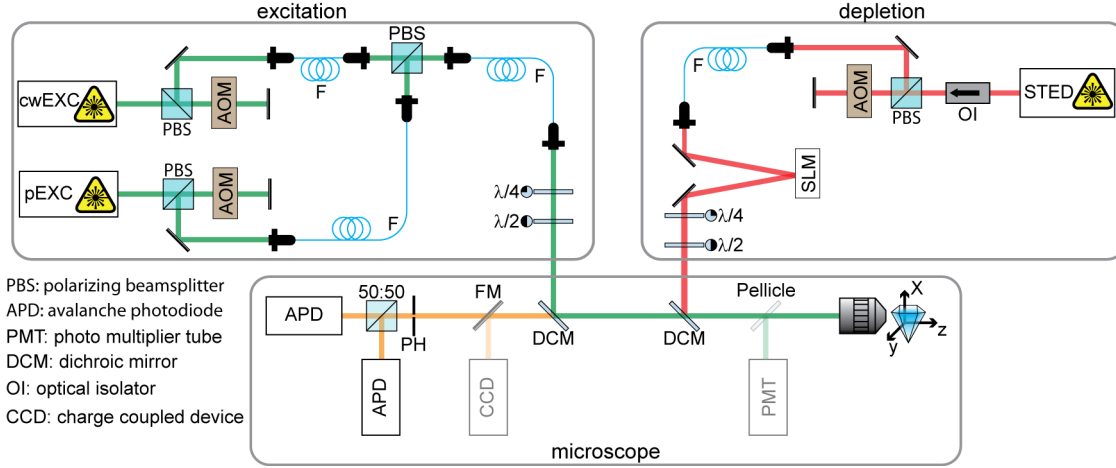 excitation
depletion
PBS
F
F
cwEXC
AOM
PBS
F
AOM
PBS
OI
STED
PBS
pEXC
AOM
F
λ/4
λ/2
SLM
λ/4
λ/2
PBS: polarizing beamsplitter
APD: avalanche photodiode
PMT: photo multiplier tube
DCM: dichroic mirror
OI: optical isolator
CCD: charge coupled device
APD
50:50
PH
FM
DCM
DCM
Pellicle
X
y
z
APD
CCD
PMT
microscope